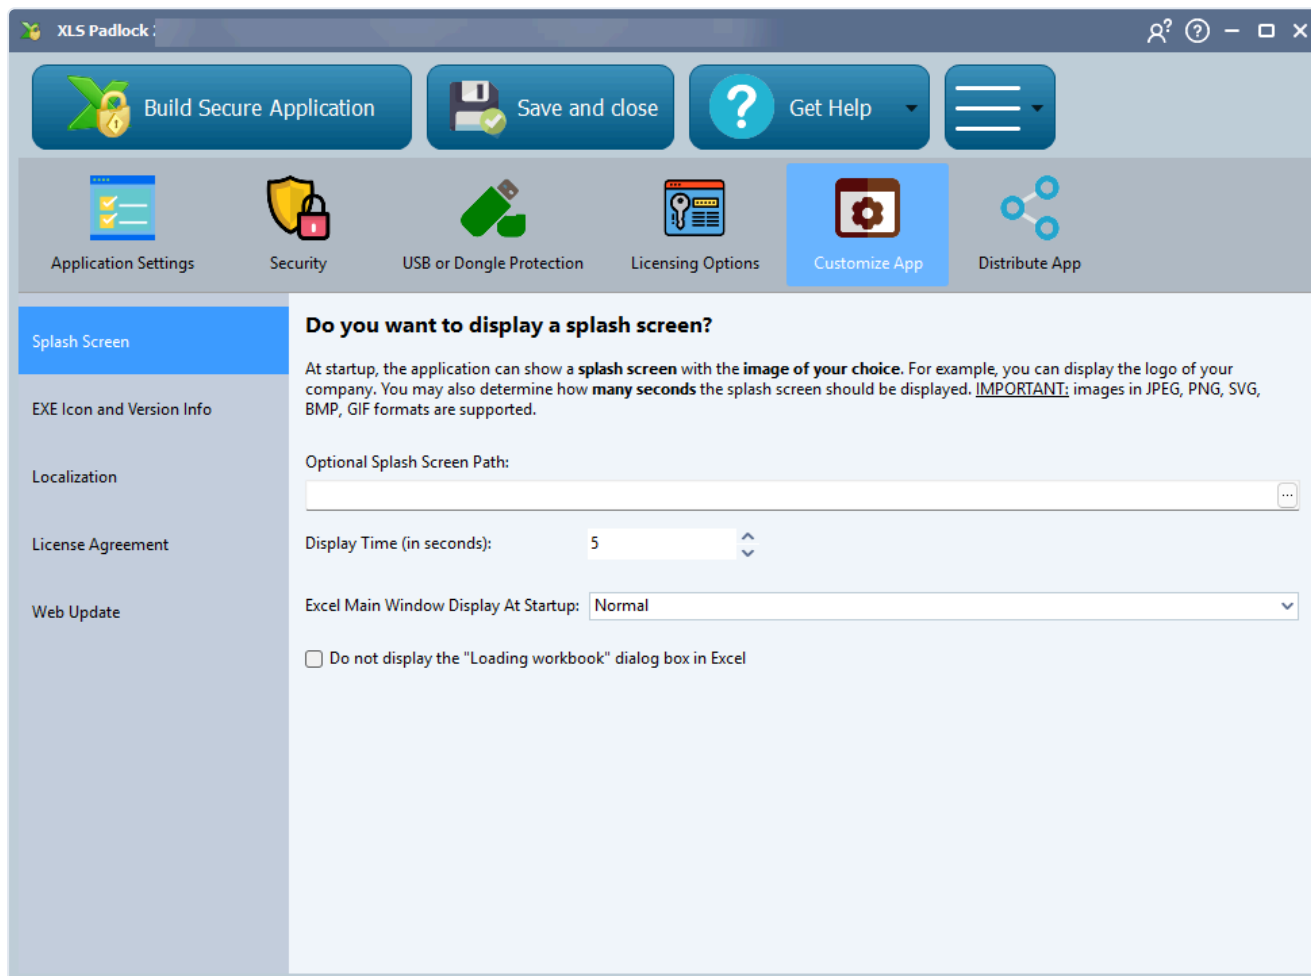 XLS Padlock
Build Secure Application
Save and close
Get Help
Application Settings
Security
USB or Dongle Protection
Licensing Options
Customize App
Distribute App
Splash Screen
EXE Icon and Version Info
Localization
License Agreement
Web Update
Do you want to display a splash screen?
At startup, the application can show a splash screen with the image of your choice. For example, you can display the logo of your
company. You may also determine how many seconds the splash screen should be displayed. IMPORTANT: images in JPEG, PNG, SVG,
BMP, GIF formats are supported.
Optional Splash Screen Path:
...
Display Time (in seconds): 5
Excel Main Window Display At Startup: Normal
Do not display the "Loading workbook" dialog box in Excel